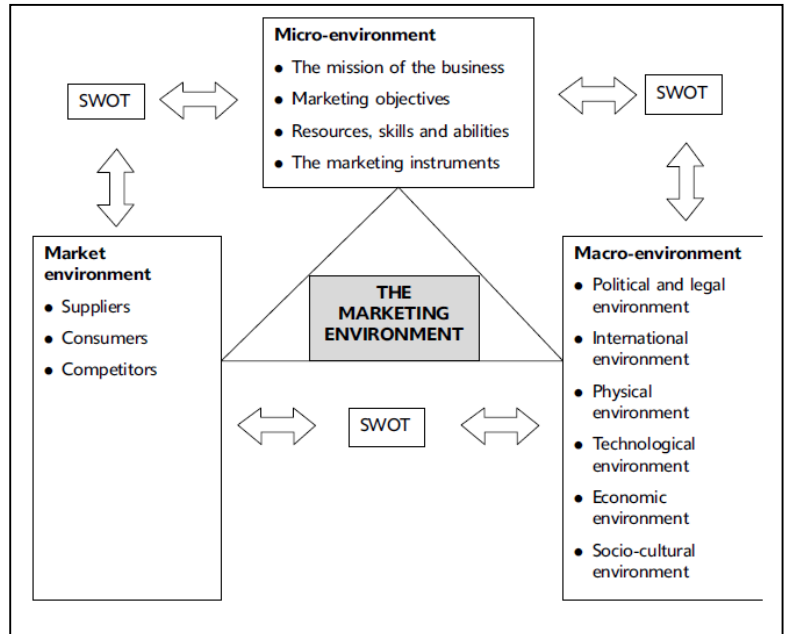 Micro-environment
• The mission of the business
• Marketing objectives
• Resources, skills and abilities
• The marketing instruments
SWOT
SWOT
Market
environment
• Suppliers
• Consumers
• Competitors
THE
MARKETING
ENVIRONMENT
Macro-environment
• Political and legal
environment
• International
environment
• Physical
environment
• Technological
environment
• Economic
environment
• Socio-cultural
environment
SWOT